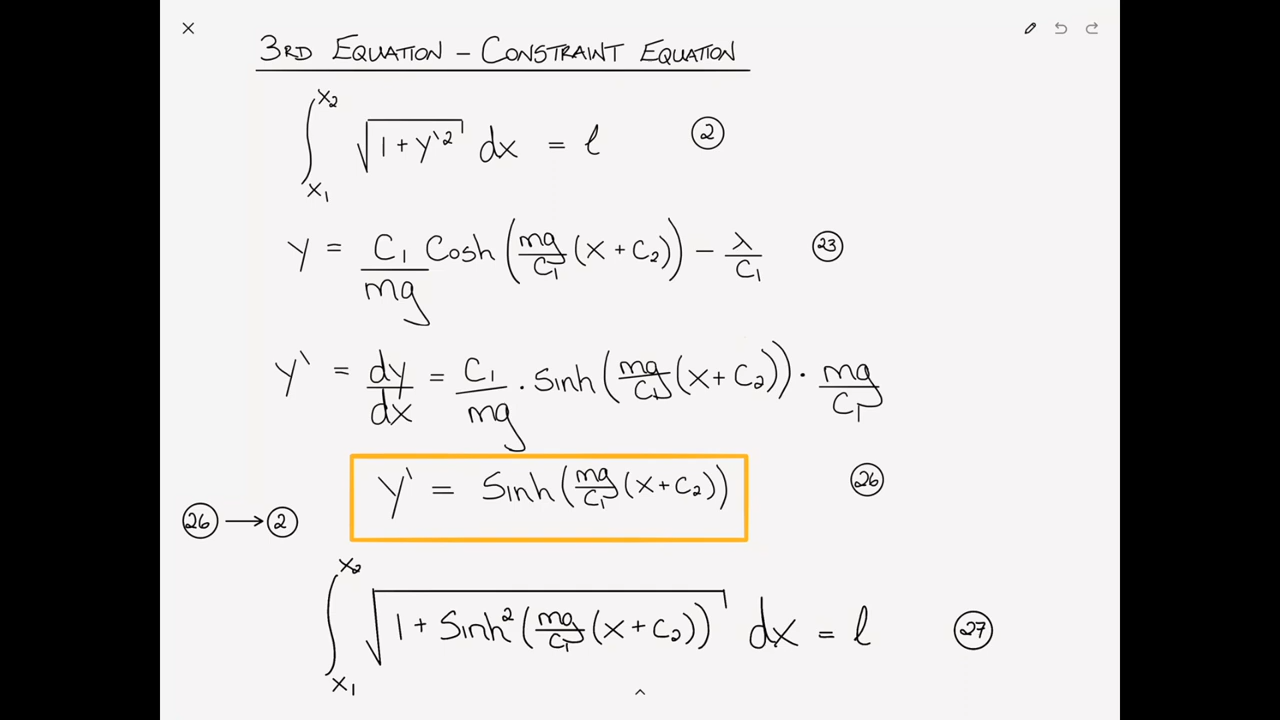 3RD EQUATION – CONSTRAINT EQUATION
∫_{x₁}^{x₂} √(1 + y`²) dx = l ②
y = C₁/mg Cosh(mg/C₁ (x + C₂)) – λ/C₁ ㉓
y` = dy/dx = C₁/mg · Sinh(mg/C₁ (x + C₂)) · mg/C₁
y` = Sinh(mg/C₁ (x + C₂)) ㉖
㉖ → ②
∫_{x₁}^{x₂} √(1 + Sinh²(mg/C₁ (x + C₂))) dx = l ㉗